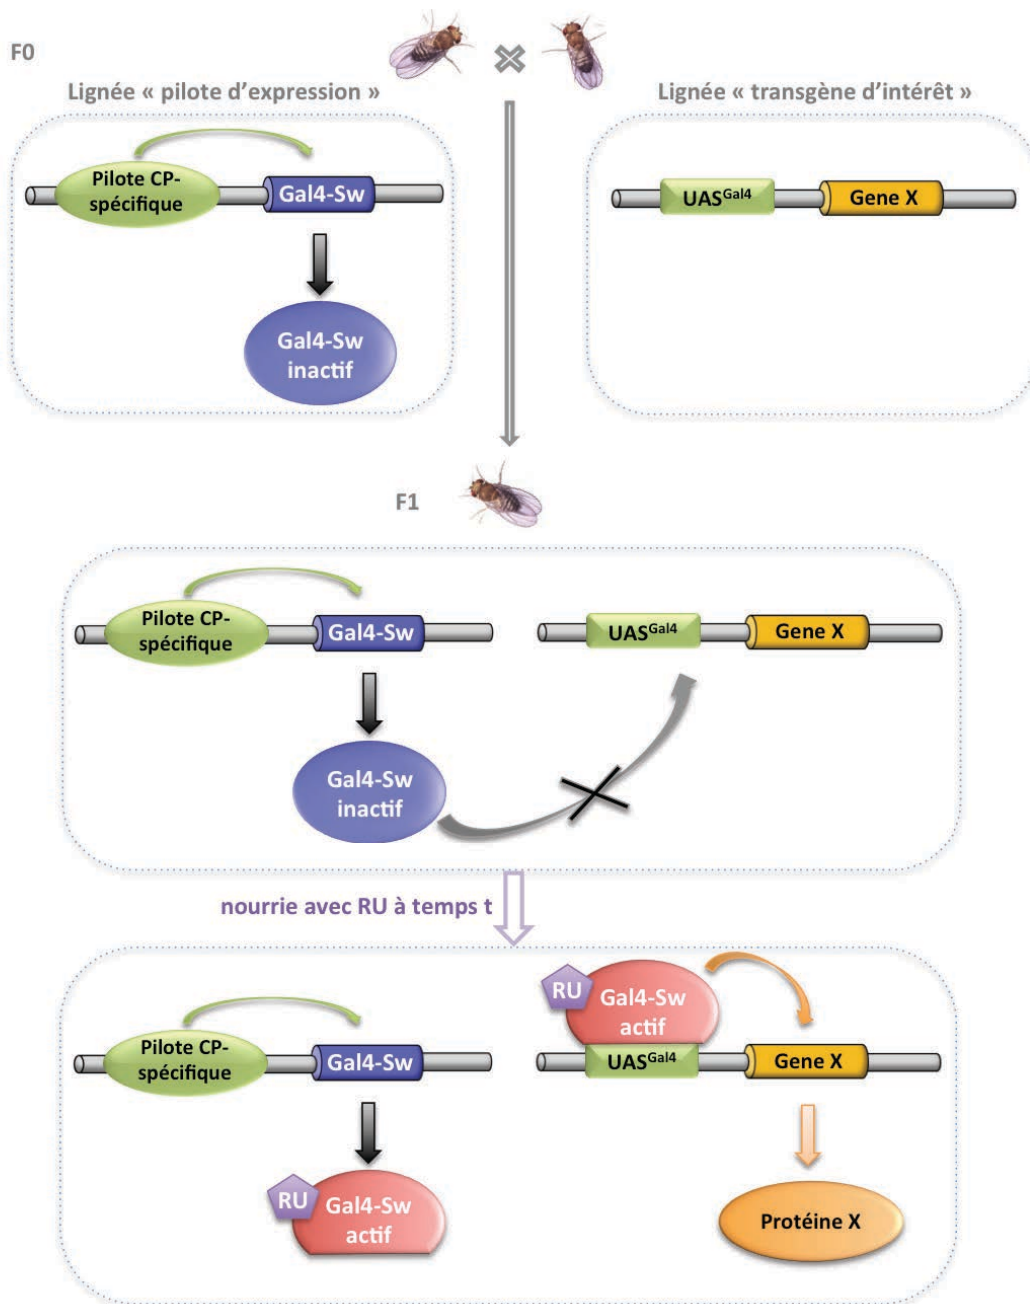 F0
Lignée « pilote d'expression »
Lignée « transgène d'intérêt »
Pilote CP-
spécifique
Gal4-Sw
UASGal4
Gene X
Gal4-Sw
inactif
F1
Pilote CP-
spécifique
Gal4-Sw
UASGal4
Gene X
Gal4-Sw
inactif
nourrie avec RU à temps t
RU
Gal4-Sw
actif
Pilote CP-
spécifique
Gal4-Sw
UASGal4
Gene X
RU
Gal4-Sw
actif
Protéine X